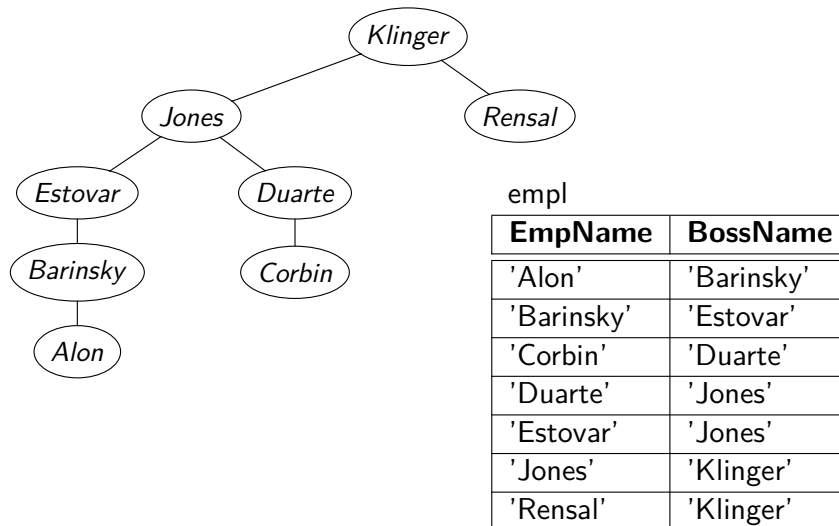 Klinger
Jones
Rensal
Estovar
Duarte
Barinsky
Corbin
Alon
empl
EmpName BossName
'Alon' 'Barinsky'
'Barinsky' 'Estovar'
'Corbin' 'Duarte'
'Duarte' 'Jones'
'Estovar' 'Jones'
'Jones' 'Klinger'
'Rensal' 'Klinger'